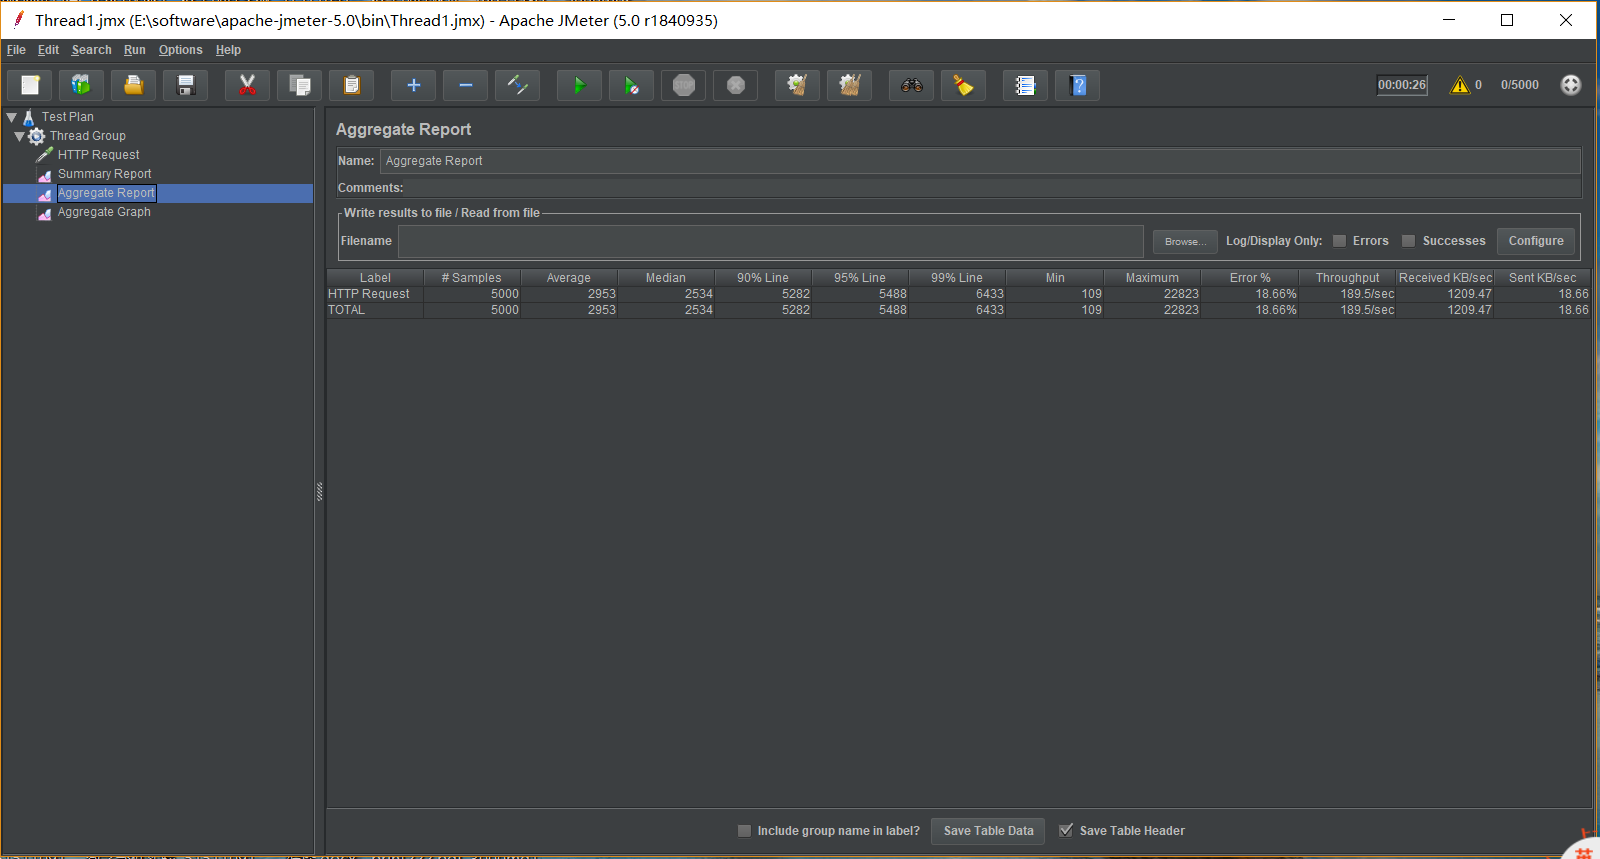 Thread1.jmx (E:\software\apache-jmeter-5.0\bin\Thread1.jmx) - Apache JMeter (5.0 r1840935)
File Edit Search Run Options Help
STOP 00:00:26 0 0/5000
Test Plan
Thread Group
HTTP Request
Summary Report
Aggregate Report
Aggregate Graph
Aggregate Report
Name: Aggregate Report
Comments:
Write results to file / Read from file
Filename Browse... Log/Display Only: Errors Successes Configure
Label # Samples Average Median 90% Line 95% Line 99% Line Min Maximum Error % Throughput Received KB/sec Sent KB/sec
HTTP Request 5000 2953 2534 5282 5488 6433 109 22823 18.66% 189.5/sec 1209.47 18.66
TOTAL 5000 2953 2534 5282 5488 6433 109 22823 18.66% 189.5/sec 1209.47 18.66
Include group name in label? Save Table Data Save Table Header